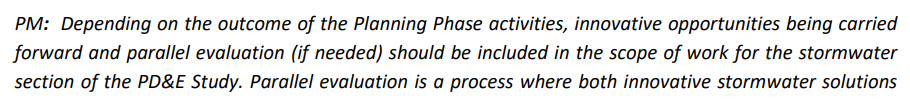 PM:  Depending on the outcome of the Planning Phase activities, innovative opportunities being carried
forward and parallel evaluation (if needed) should be included in the scope of work for the stormwater
section of the PD&E Study. Parallel evaluation is a process where both innovative stormwater solutions